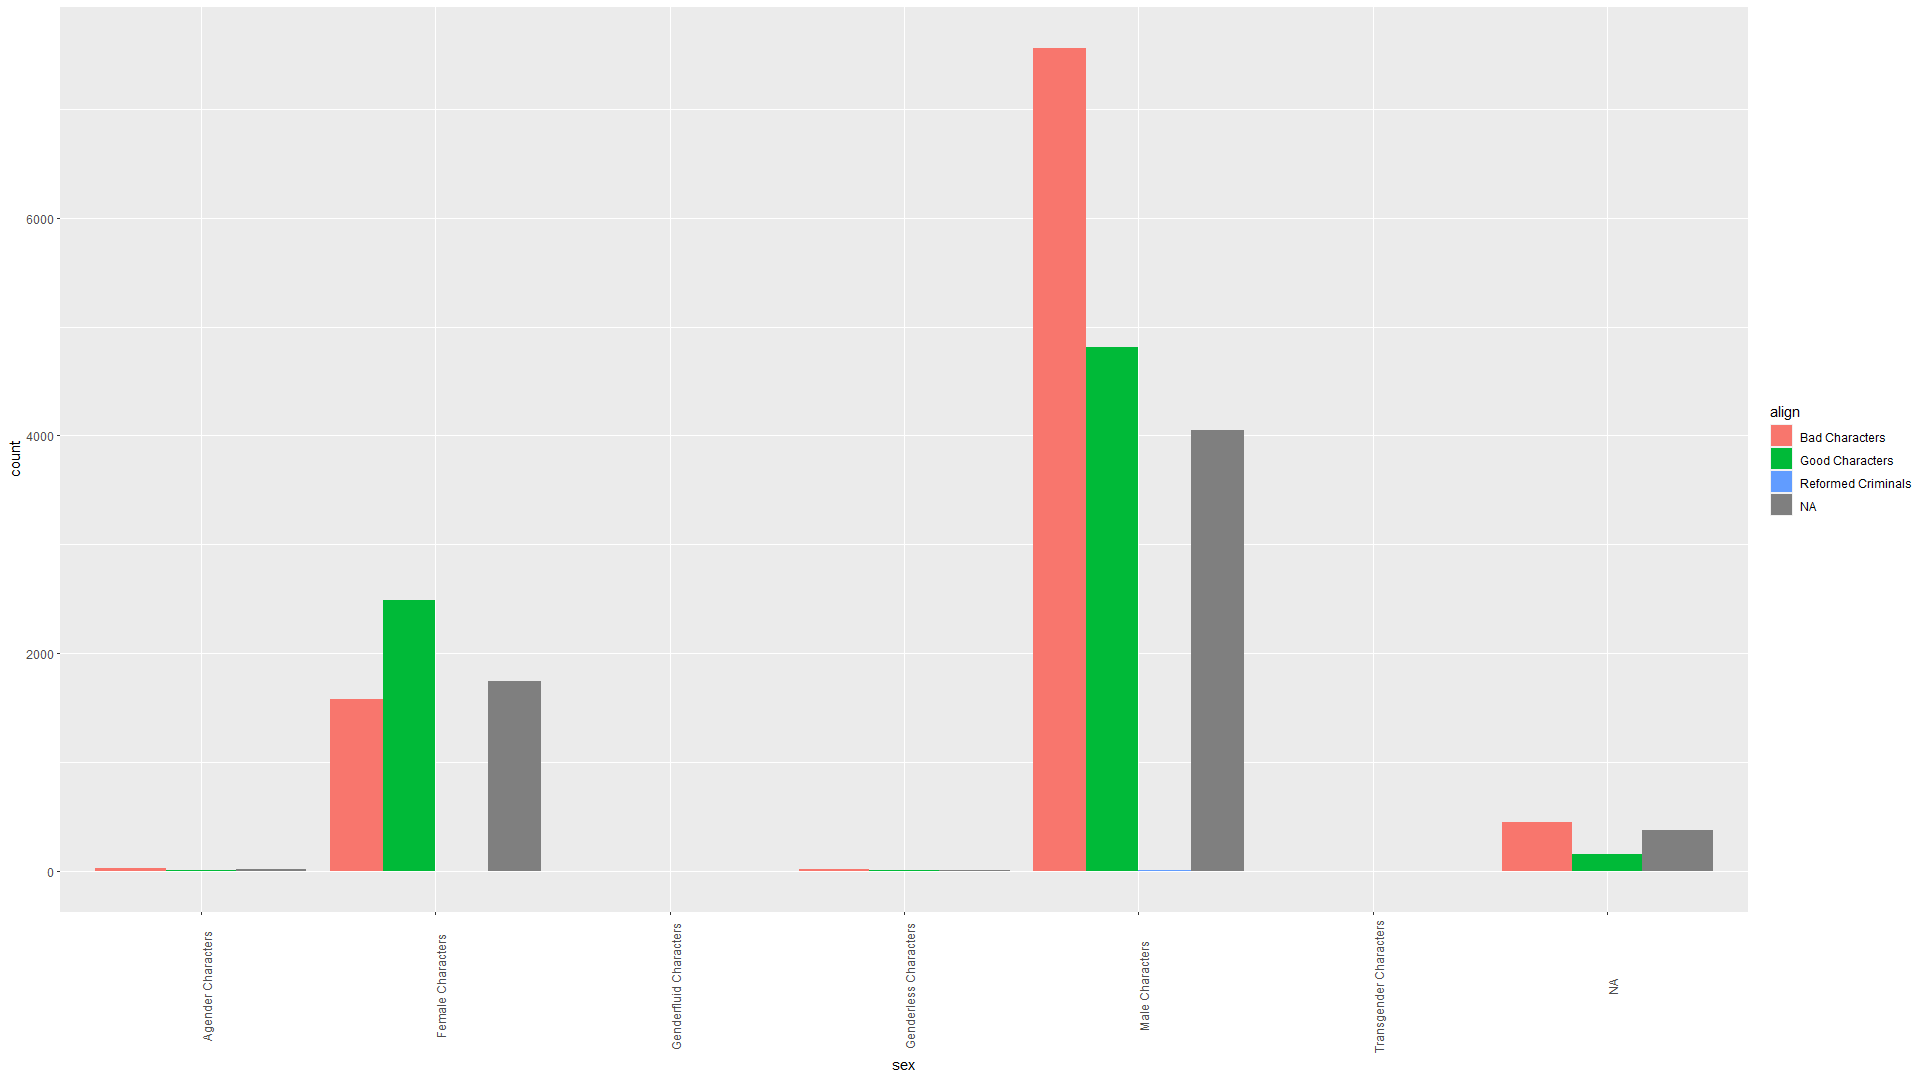 6000
4000
2000
0
count
Agender Characters
Female Characters
Genderfluid Characters
Genderless Characters
Male Characters
Transgender Characters
NA
sex
align
Bad Characters
Good Characters
Reformed Criminals
NA